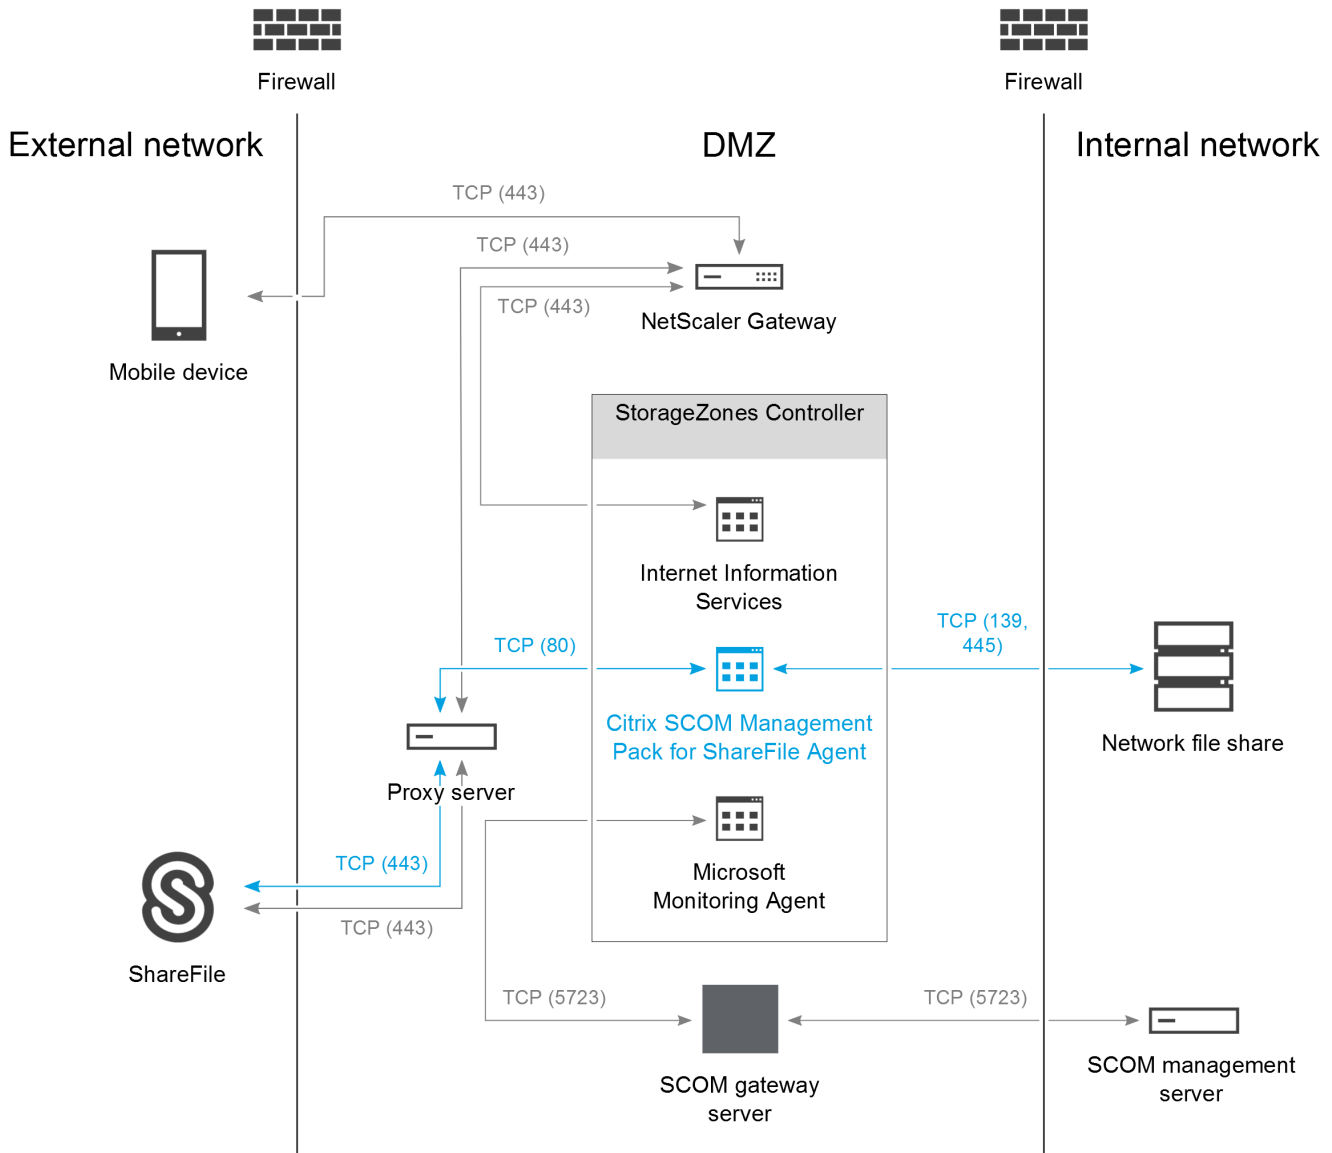 Firewall
Firewall
External network
DMZ
Internal network
TCP (443)
TCP (443)
TCP (443)
NetScaler Gateway
Mobile device
StorageZones Controller
Internet Information
Services
TCP (80)
TCP (139,
445)
Citrix SCOM Management
Pack for ShareFile Agent
Network file share
Proxy server
TCP (443)
TCP (443)
Microsoft
Monitoring Agent
ShareFile
TCP (5723)
TCP (5723)
SCOM gateway
server
SCOM management
server